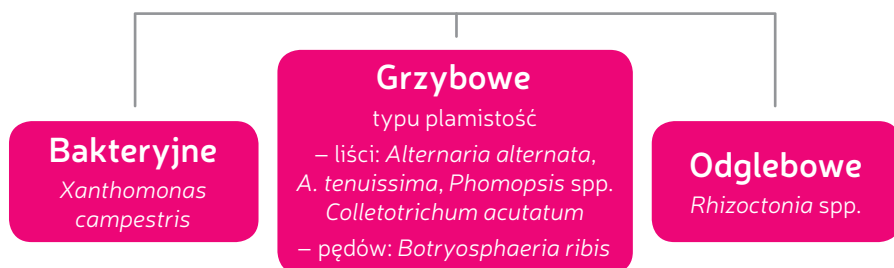 Bakteryjne
Xanthomonas
campestris
Grzybowe
typu plamistość
– liści: Alternaria alternata,
A. tenuissima, Phomopsis spp.
Colletotrichum acutatum
– pędów: Botryosphaeria ribis
Odglebowe
Rhizoctonia spp.